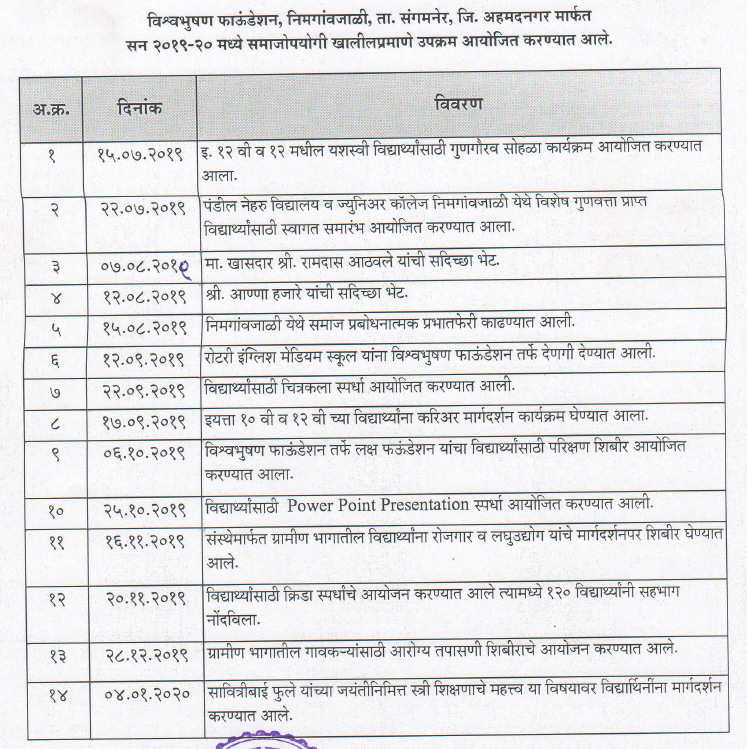 विश्वभुषण फाऊंडेशन, निमगांवजाळी, ता. संगमनेर, जि. अहमदनगर मार्फत
सन २०१९-२० मध्ये समाजोपयोगी खालीलप्रमाणे उपक्रम आयोजित करण्यात आले.
अ.क्र. दिनांक विवरण
१ १५.०७.२०१९ इ. १२ वी व १२ मधील यशस्वी विद्यार्थ्यांसाठी गुणगौरव सोहळा कार्यक्रम आयोजित करण्यात
आला.
२ २२.०७.२०१९ पंडील नेहरु विद्यालय व ज्युनिअर कॉलेज निमगांवजाळी येथे विशेष गुणवत्ता प्राप्त
विद्यार्थ्यांसाठी स्वागत समारंभ आयोजित करण्यात आला.
३ ०७.०८.२०१९ मा. खासदार श्री. रामदास आठवले यांची सदिच्छा भेट.
४ १२.०८.२०१९ श्री. आण्णा हजारे यांची सदिच्छा भेट.
५ १५.०८.२०१९ निमगांवजाळी येथे समाज प्रबोधनात्मक प्रभातफेरी काढण्यात आली.
६ १२.०९.२०१९ रोटरी इंग्लिश मेडियम स्कूल यांना विश्वभुषण फाऊंडेशन तर्फे देणगी देण्यात आली.
७ २२.०९.२०१९ विद्यार्थ्यांसाठी चित्रकला स्पर्धा आयोजित करण्यात आली.
८ १७.०९.२०१९ इयत्ता १० वी व १२ वी च्या विद्यार्थ्यांना करिअर मार्गदर्शन कार्यक्रम घेण्यात आला.
९ ०६.१०.२०१९ विश्वभुषण फाऊंडेशन तर्फे लक्ष फऊंडेशन यांचा विद्यार्थ्यांसाठी परिक्षण शिबीर आयोजित
करण्यात आला.
१० २५.१०.२०१९ विद्यार्थ्यांसाठी Power Point Presentation स्पर्धा आयोजित करण्यात आली.
११ १६.११.२०१९ संस्थेमार्फत ग्रामीण भागातील विद्यार्थ्यांना रोजगार व लघुउद्योग यांचे मार्गदर्शनपर शिबीर घेण्यात
आले.
१२ २०.११.२०१९ विद्यार्थ्यांसाठी क्रिडा स्पर्धाचे आयोजन करण्यात आले त्यामध्ये १२० विद्यार्थ्यांनी सहभाग
नोंदविला.
१३ २८.१२.२०१९ ग्रामीण भागातील गावकऱ्यांसाठी आरोग्य तपासणी शिबीराचे आयोजन करण्यात आले.
१४ ०४.०१.२०२० सावित्रीबाई फुले यांच्या जयंतीनिमित्त स्त्री शिक्षणाचे महत्त्व या विषयावर विद्यार्थिनींना मार्गदर्शन
करण्यात आले.